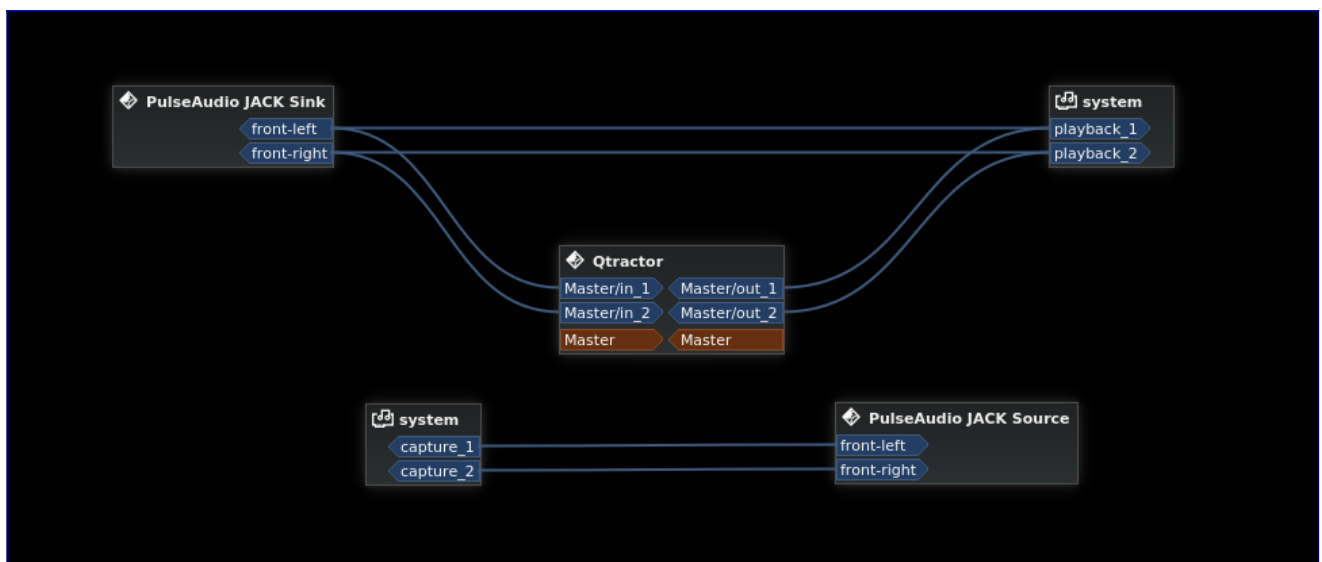 PulseAudio JACK Sink
front-left
front-right
system
playback_1
playback_2
Qtractor
Master/in_1 Master/out_1
Master/in_2 Master/out_2
Master Master
system
capture_1
capture_2
PulseAudio JACK Source
front-left
front-right